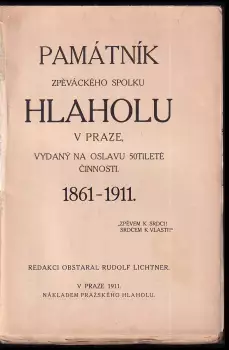 PAMÁTNÍK
ZPĚVÁCKÉHO SPOLKU
HLAHOLU
V PRAZE,
VYDANÝ NA OSLAVU 50TILETÉ
ČINNOSTI.
1861-1911.
„ZPĚVEM K SRDCI!
SRDCEM K VLASTI!"
REDAKCI OBSTARAL RUDOLF LICHTNER.
V PRAZE 1911.
NÁKLADEM PRAŽSKÉHO HLAHOLU.